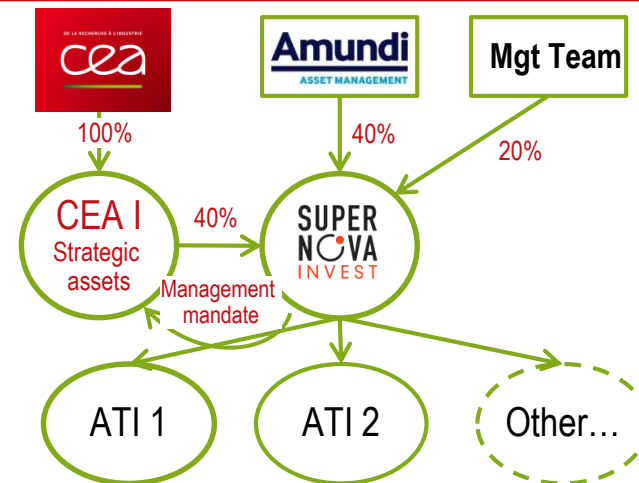 DE LA RECHERCHE À L'INDUSTRIE
cea
Amundi
ASSET MANAGEMENT
Mgt Team
100%
40%
20%
CEA I
Strategic
assets
40%
SUPER
NOVA
INVEST
Management
mandate
ATI 1
ATI 2
Other…